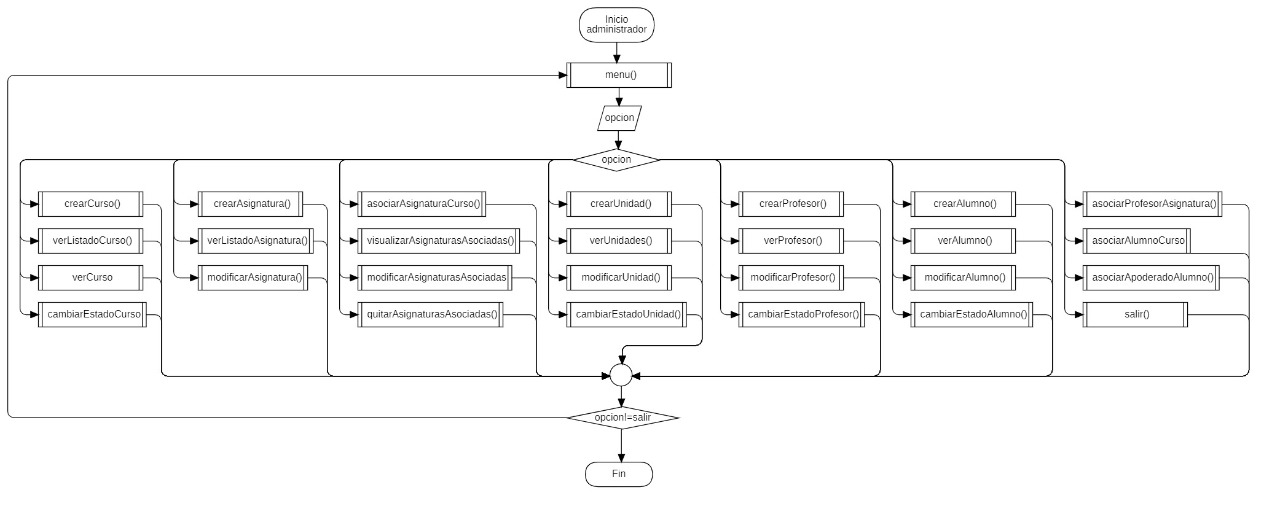 Inicio
administrador
menu()
opcion
opcion
crearCurso()
crearAsignatura()
asociarAsignaturaCurso()
crearUnidad()
crearProfesor()
crearAlumno()
asociarProfesorAsignatura()
verListadoCurso()
verListadoAsignatura()
visualizarAsignaturasAsociadas()
verUnidades()
verProfesor()
verAlumno()
asociarAlumnoCurso
verCurso
modificarAsignatura()
modificarAsignaturasAsociadas
modificarUnidad()
modificarProfesor()
modificarAlumno()
asociarApoderadoAlumno()
cambiarEstadoCurso
quitarAsignaturasAsociadas()
cambiarEstadoUnidad()
cambiarEstadoProfesor()
cambiarEstadoAlumno()
salir()
opcion!=salir
Fin